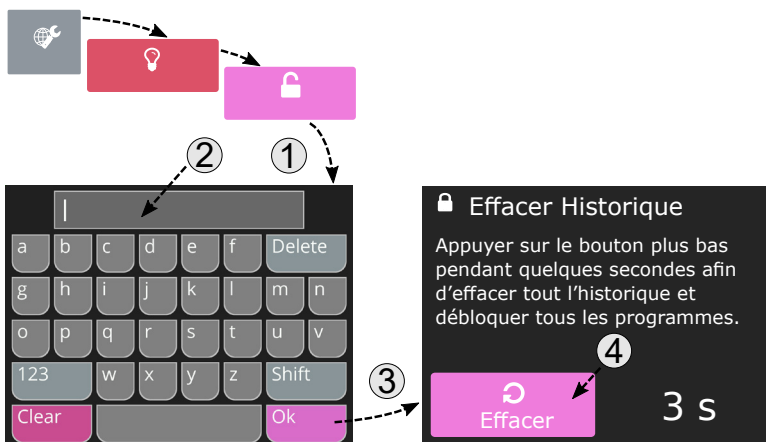 2
1
a b c d e f Delete
g h i j k l m n
o p q r s t u v
123 w x y z Shift
Clear Ok
3
Effacer Historique
Appuyer sur le bouton plus bas
pendant quelques secondes afin
d’effacer tout l’historique et
débloquer tous les programmes.
4
Effacer
3 s